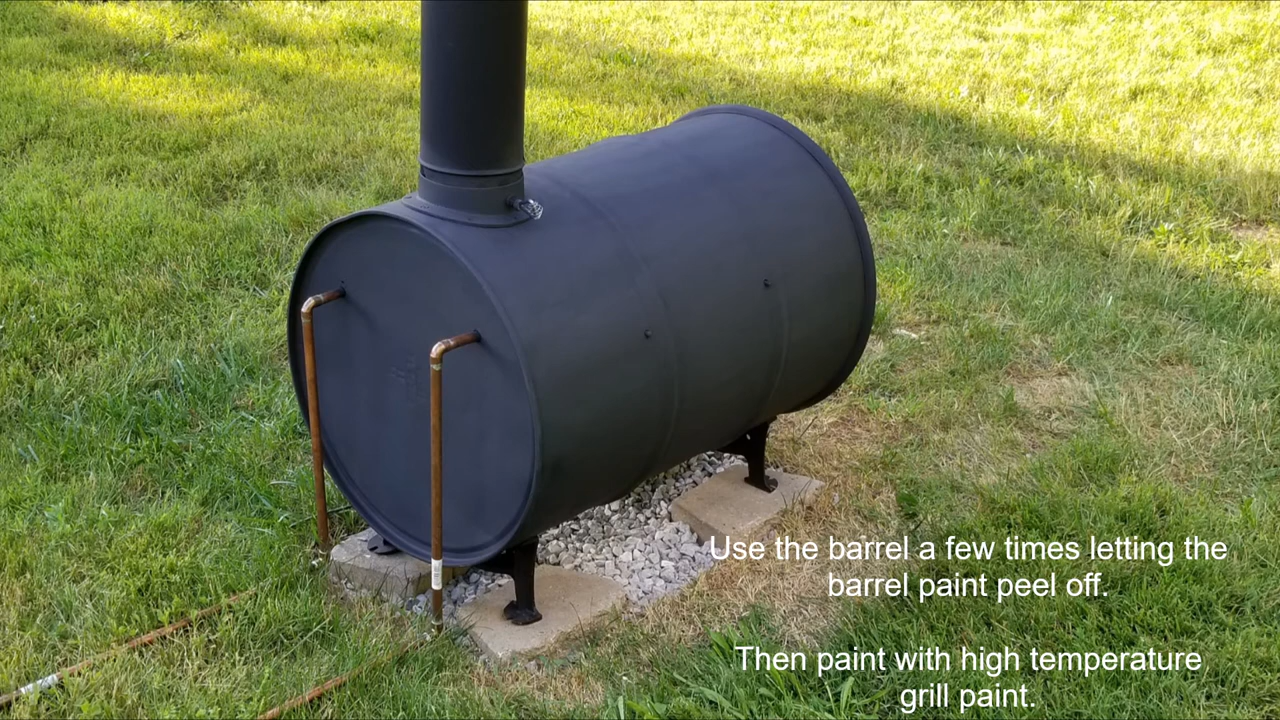 Use the barrel a few times letting the
barrel paint peel off.
Then paint with high temperature
grill paint.